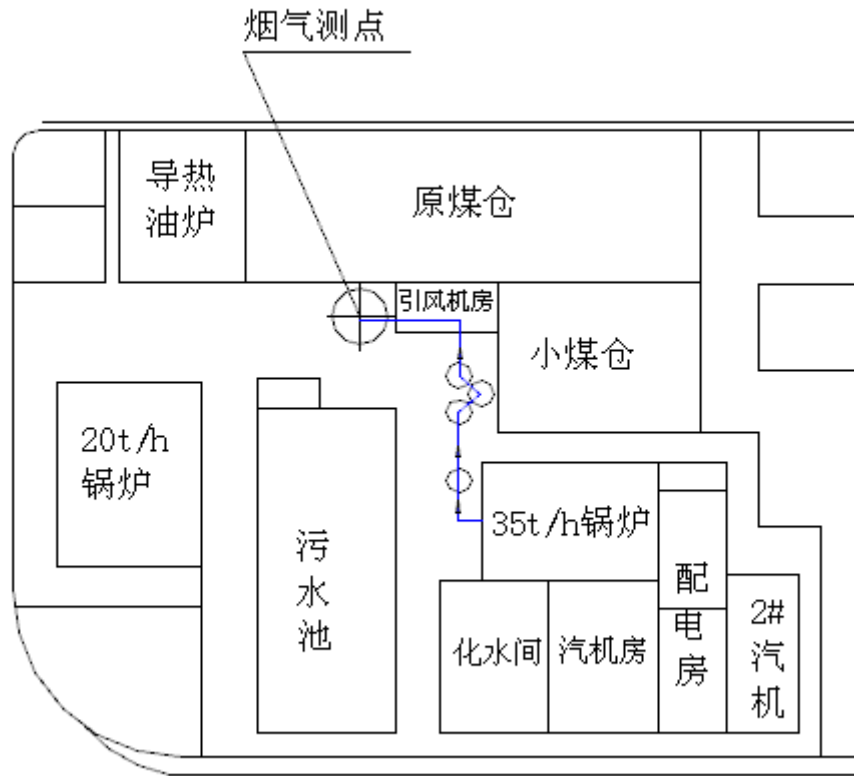 烟气测点
导热
油炉
原煤仓
引风机房
小煤仓
20t/h
锅炉
35t/h锅炉
污
水
池
配
电
房
化水间
汽机房
2#
汽
机